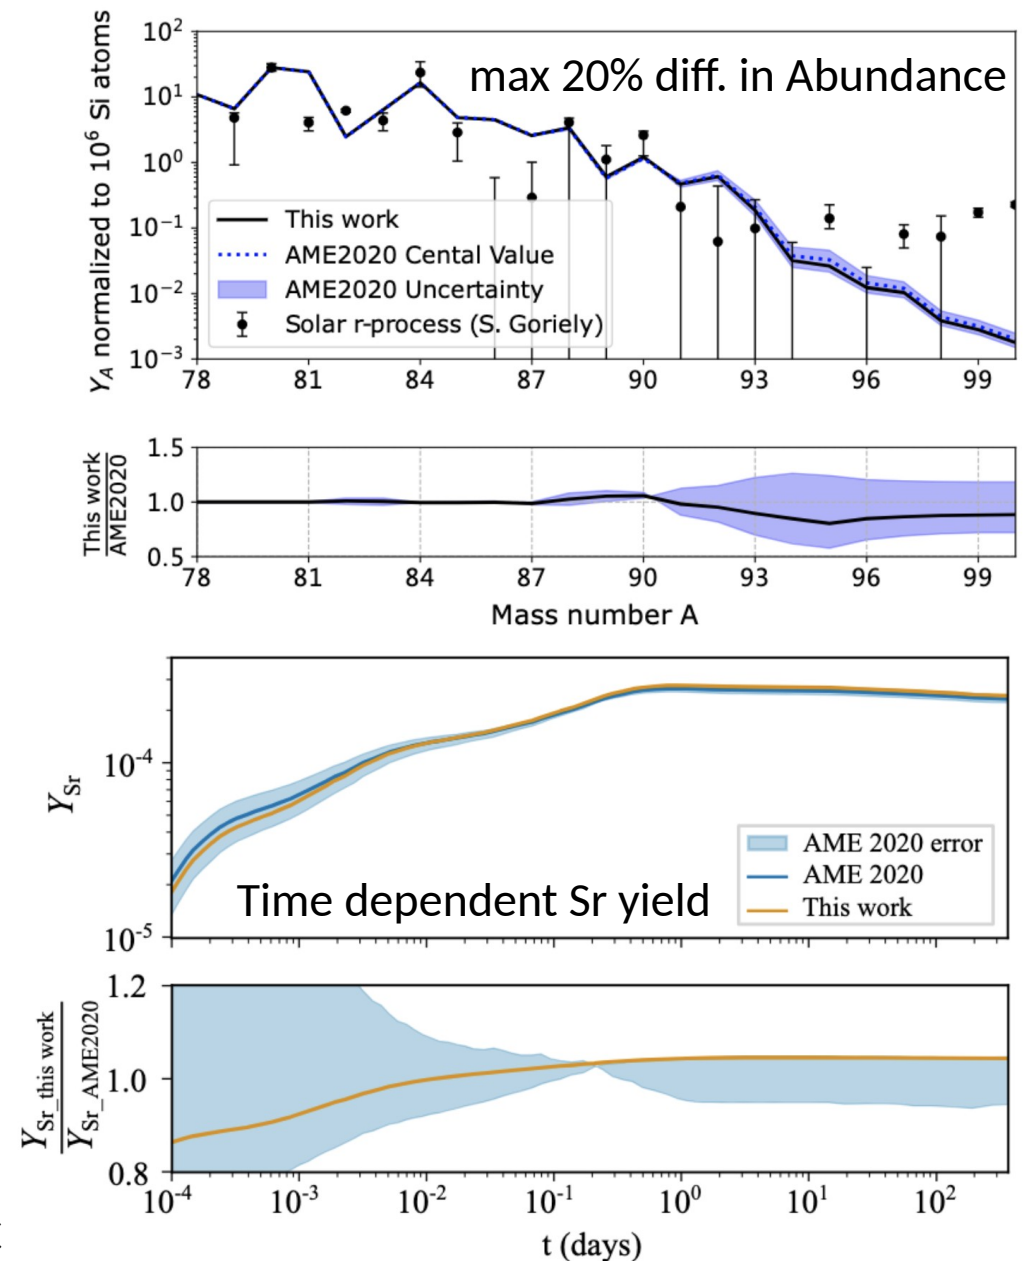 max 20% diff. in Abundance
Y_A normalized to 10^6 Si atoms
10^2
10^1
10^0
10^-1
10^-2
10^-3
This work
AME2020 Cental Value
AME2020 Uncertainty
Solar r-process (S. Goriely)
78 81 84 87 90 93 96 99
This work
AME2020
1.5
1.0
0.5
78 81 84 87 90 93 96 99
Mass number A
Y_Sr
10^-4
10^-5
AME 2020 error
AME 2020
This work
Time dependent Sr yield
Y_Sr_this work
Y_Sr_AME2020
1.2
1.0
0.8
10^-4 10^-3 10^-2 10^-1 10^0 10^1 10^2
t (days)